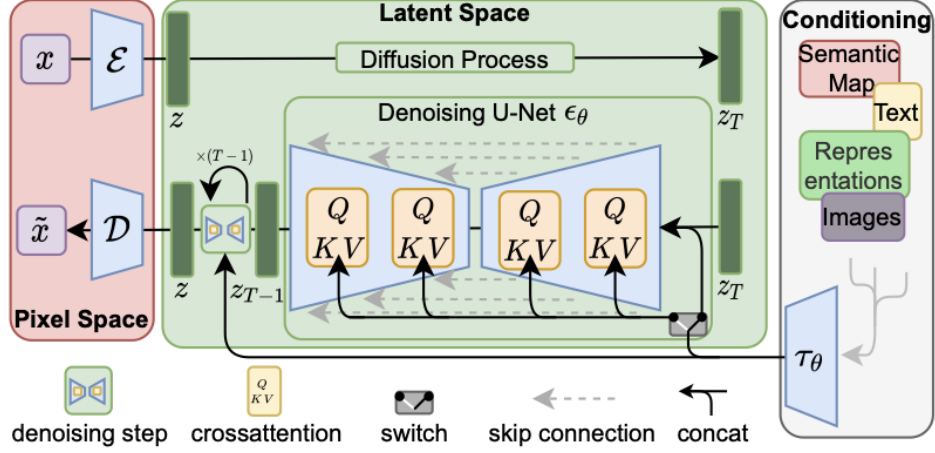 Latent Space
Conditioning
x
ℰ
Diffusion Process
Semantic
Map
Text
z
Denoising U-Net ϵ_θ
z_T
×(T−1)
Repres
entations
Images
Q
KV
Q
KV
Q
KV
Q
KV
x̃
𝒟
z
z_{T−1}
z_T
Pixel Space
τ_θ
Q
KV
denoising step
crossattention
switch
skip connection
concat